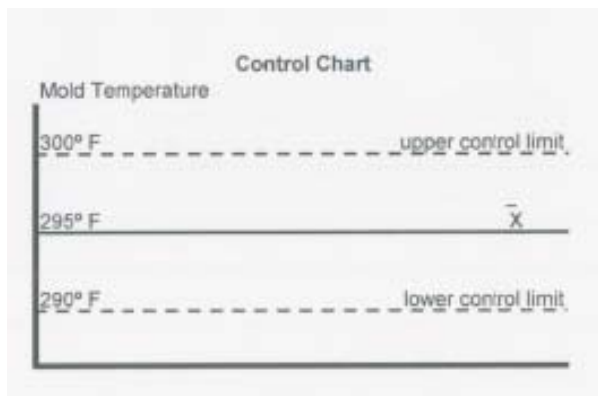 Control Chart
Mold Temperature
300° F upper control limit
295° F x̄
290° F lower control limit